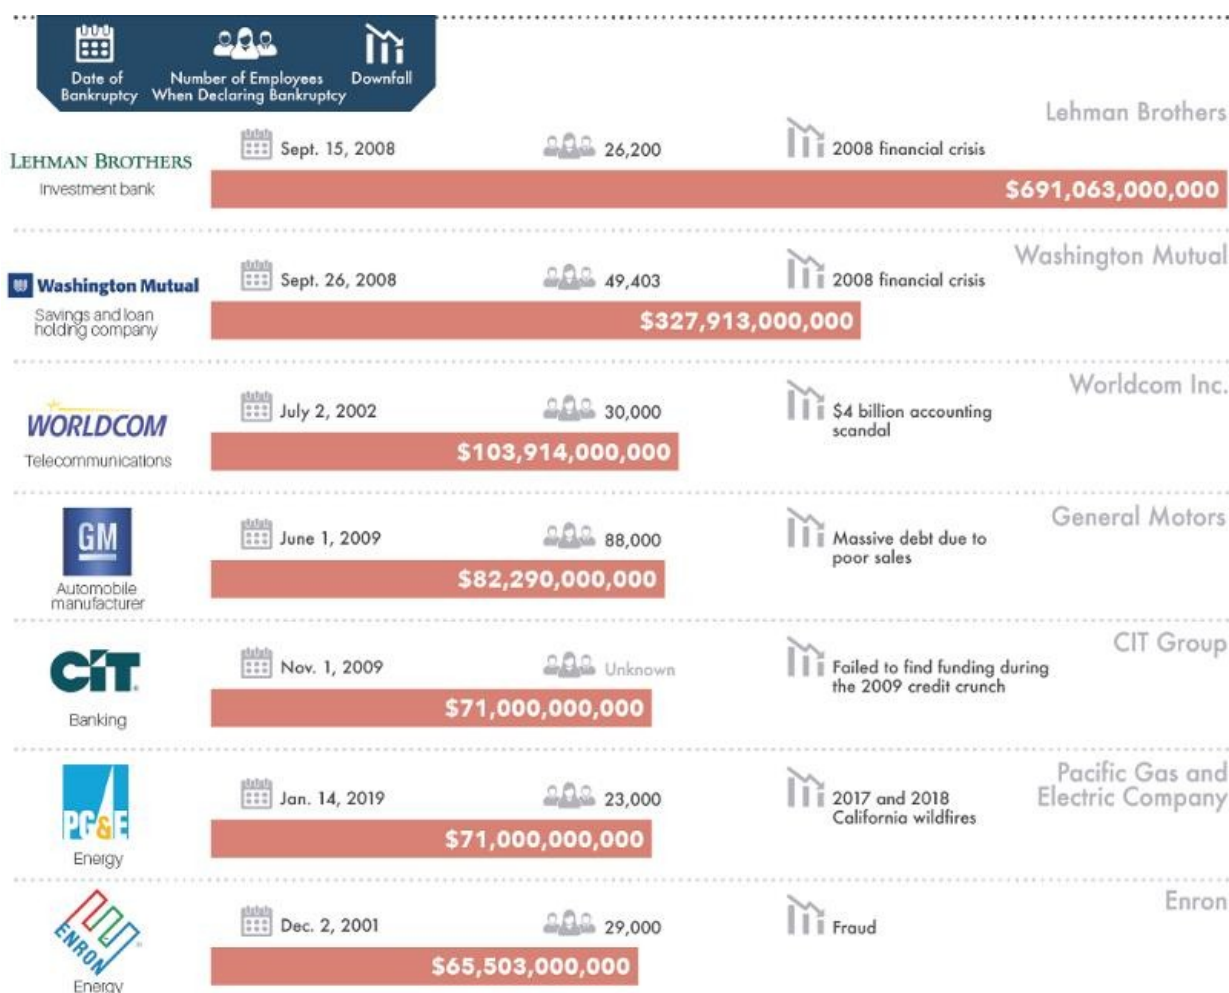 Date of
Bankruptcy
Number of Employees
When Declaring Bankruptcy
Downfall
Lehman Brothers
LEHMAN BROTHERS
Investment bank
Sept. 15, 2008
26,200
2008 financial crisis
$691,063,000,000
Washington Mutual
Washington Mutual
Savings and loan
holding company
Sept. 26, 2008
49,403
2008 financial crisis
$327,913,000,000
Worldcom Inc.
WORLDCOM
Telecommunications
July 2, 2002
30,000
$4 billion accounting
scandal
$103,914,000,000
General Motors
GM
Automobile
manufacturer
June 1, 2009
88,000
Massive debt due to
poor sales
$82,290,000,000
CIT Group
CIT
Banking
Nov. 1, 2009
Unknown
Failed to find funding during
the 2009 credit crunch
$71,000,000,000
Pacific Gas and
Electric Company
PG&E
Energy
Jan. 14, 2019
23,000
2017 and 2018
California wildfires
$71,000,000,000
Enron
ENRON
Energy
Dec. 2, 2001
29,000
Fraud
$65,503,000,000